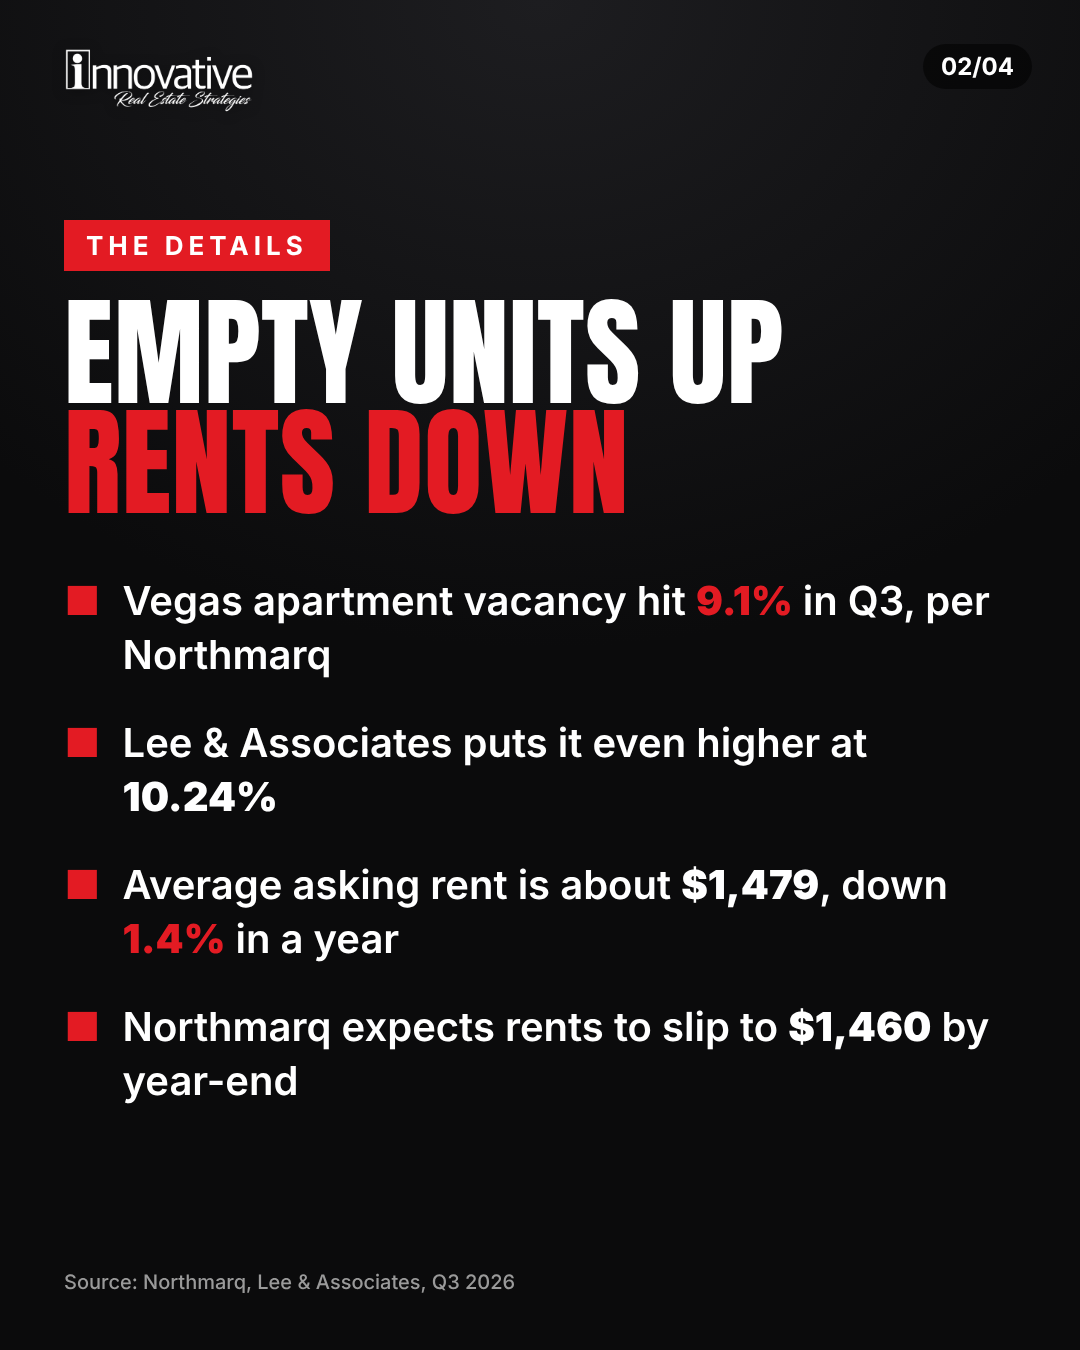 innovative
Real Estate Strategies
02/04
THE DETAILS
EMPTY UNITS UP
RENTS DOWN
Vegas apartment vacancy hit 9.1% in Q3, per
Northmarq
Lee & Associates puts it even higher at
10.24%
Average asking rent is about $1,479, down
1.4% in a year
Northmarq expects rents to slip to $1,460 by
year-end
Source: Northmarq, Lee & Associates, Q3 2026